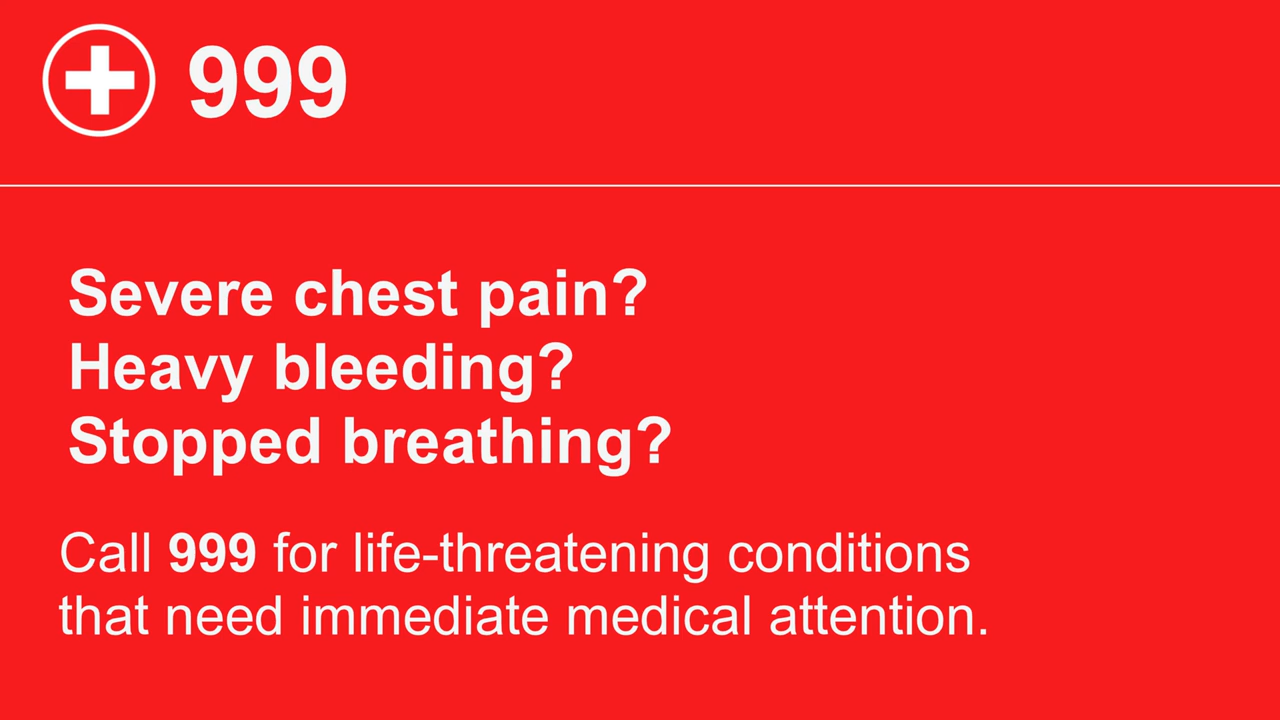 999
Severe chest pain?
Heavy bleeding?
Stopped breathing?
Call 999 for life-threatening conditions
that need immediate medical attention.